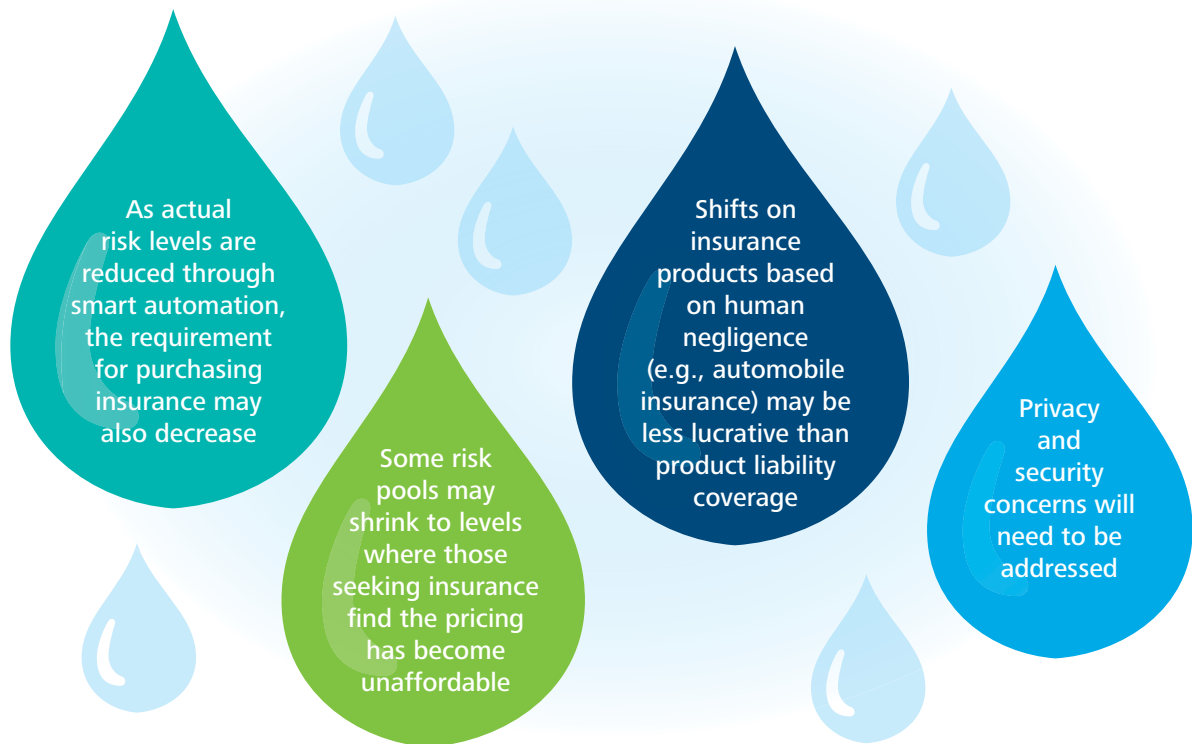 As actual
risk levels are
reduced through
smart automation,
the requirement
for purchasing
insurance may
also decrease
Some risk
pools may
shrink to levels
where those
seeking insurance
find the pricing
has become
unaffordable
Shifts on
insurance
products based
on human
negligence
(e.g., automobile
insurance) may be
less lucrative than
product liability
coverage
Privacy
and
security
concerns will
need to be
addressed